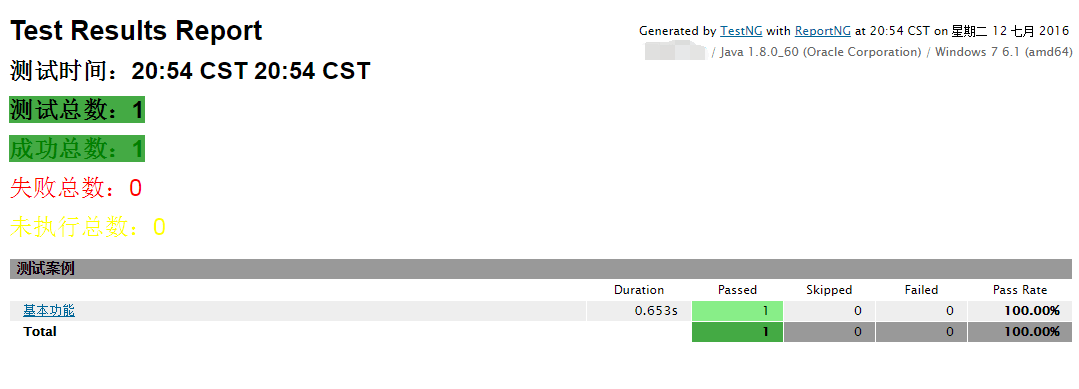 Test Results Report
Generated by TestNG with ReportNG at 20:54 CST on 星期二 12 七月 2016
/ Java 1.8.0_60 (Oracle Corporation) / Windows 7 6.1 (amd64)
测试时间：20:54 CST 20:54 CST
测试总数：1
成功总数：1
失败总数：0
未执行总数：0
测试案例
Duration Passed Skipped Failed Pass Rate
基本功能 0.653s 1 0 0 100.00%
Total 1 0 0 100.00%